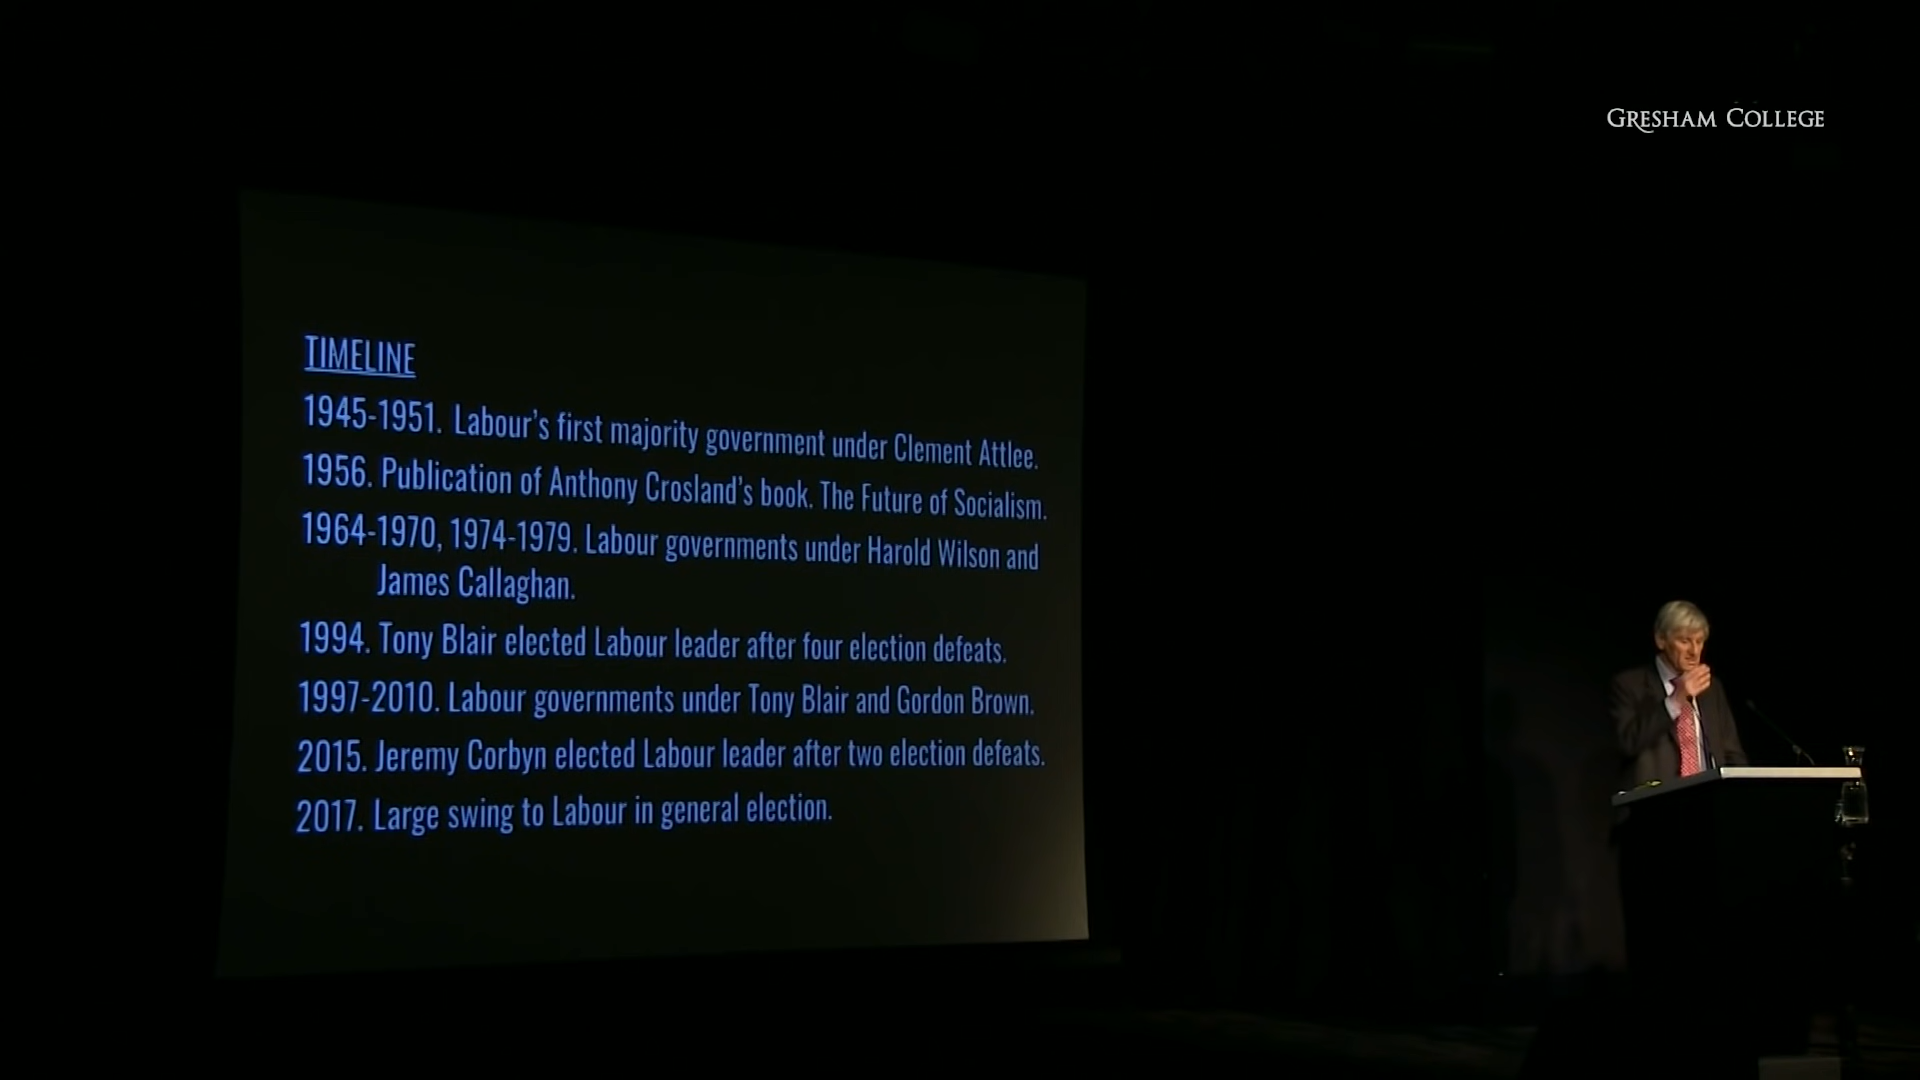 GRESHAM COLLEGE
TIMELINE
1945-1951. Labour's first majority government under Clement Attlee.
1956. Publication of Anthony Crosland's book. The Future of Socialism.
1964-1970, 1974-1979. Labour governments under Harold Wilson and
James Callaghan.
1994. Tony Blair elected Labour leader after four election defeats.
1997-2010. Labour governments under Tony Blair and Gordon Brown.
2015. Jeremy Corbyn elected Labour leader after two election defeats.
2017. Large swing to Labour in general election.